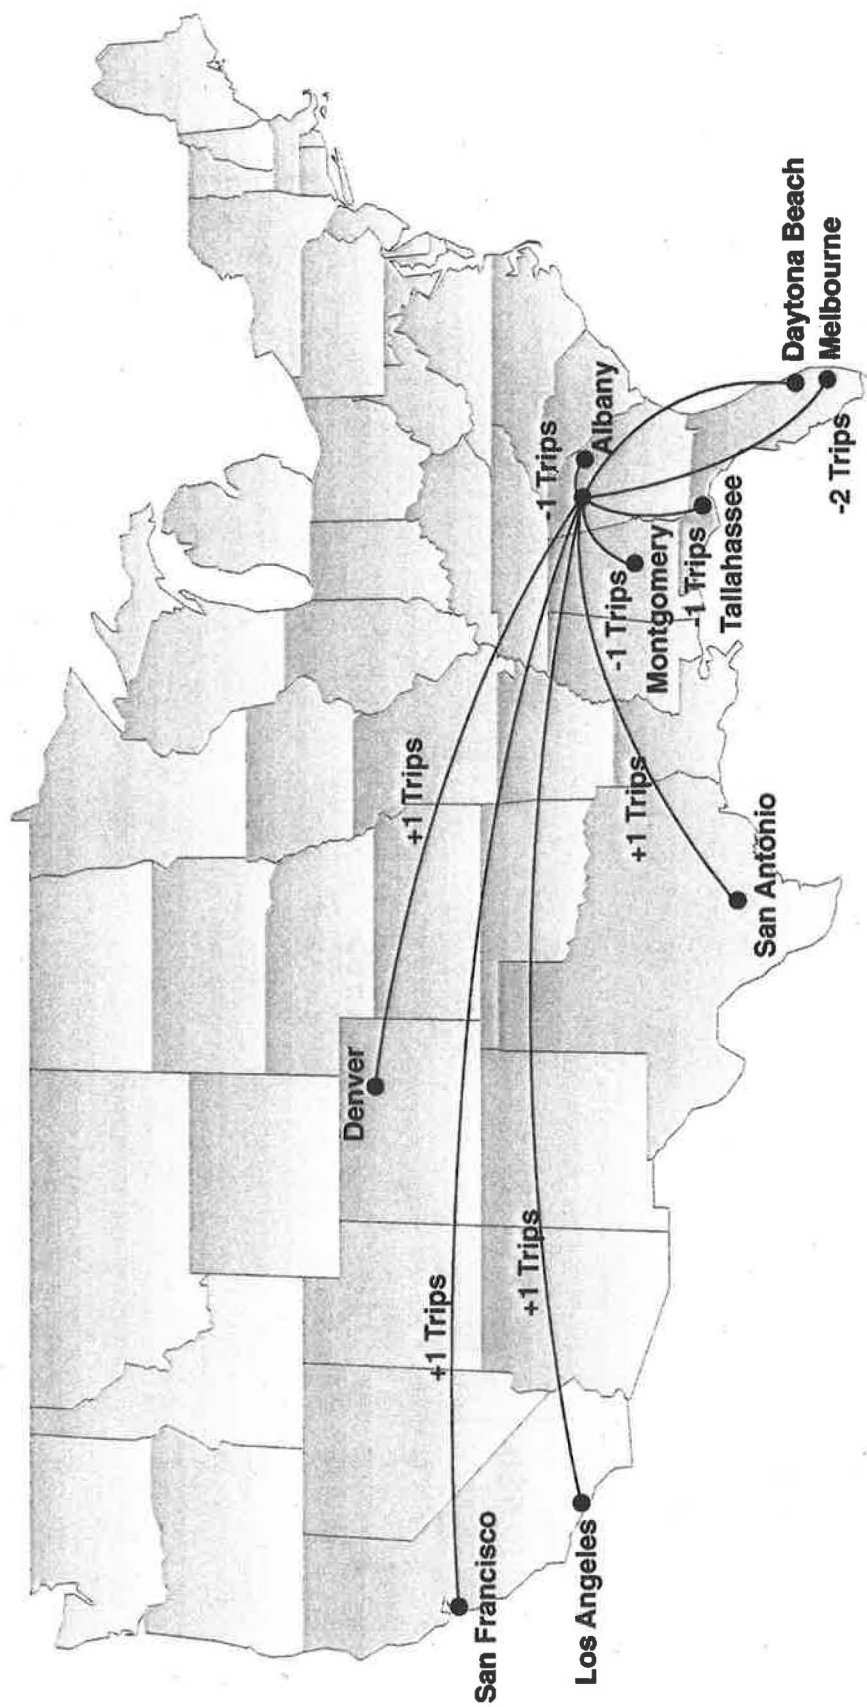 Denver
+1 Trips
San Francisco
+1 Trips
Los Angeles
+1 Trips
San Antonio
+1 Trips
-1 Trips
Albany
-1 Trips
Montgomery
-1 Trips
Tallahassee
Daytona Beach
Melbourne
-2 Trips